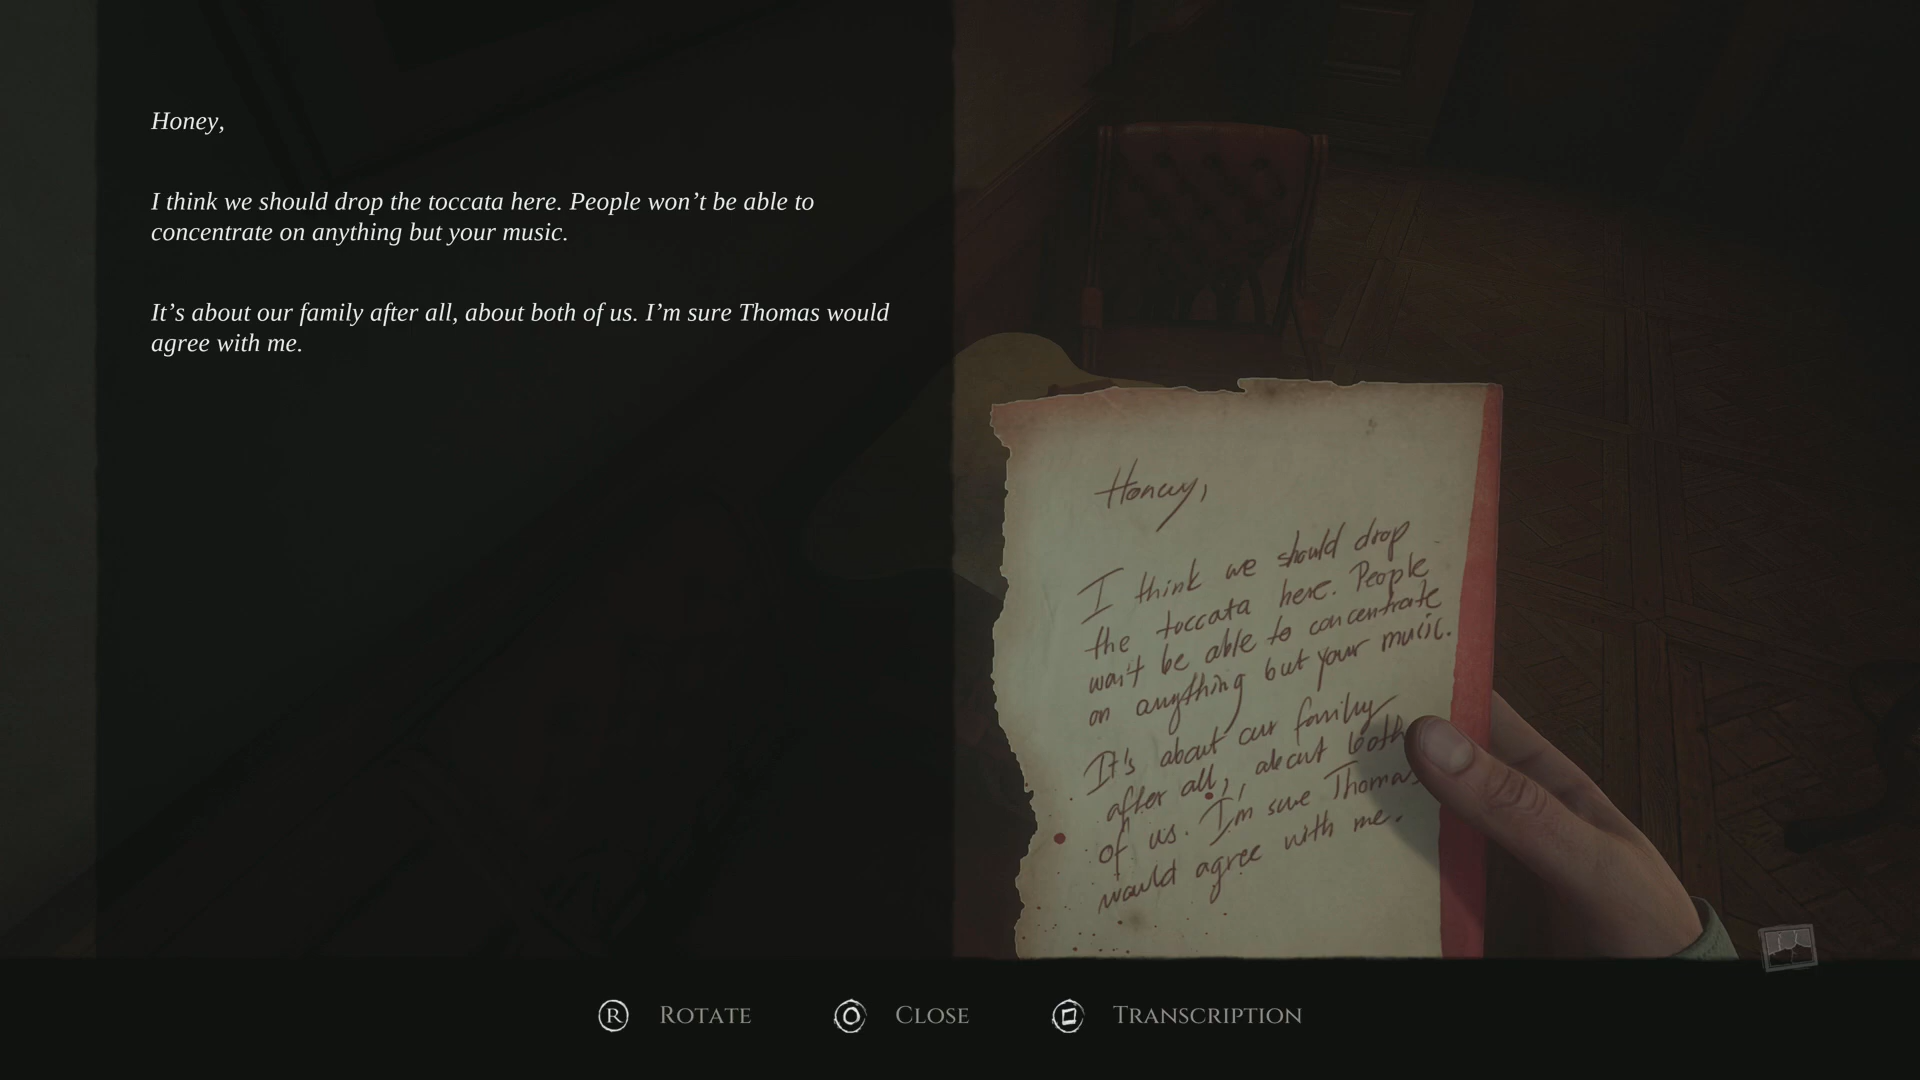 Honey,
I think we should drop the toccata here. People won’t be able to
concentrate on anything but your music.
It’s about our family after all, about both of us. I’m sure Thomas would
agree with me.
Honey,
I think we should drop
the toccata here. People
won't be able to concentrate
on anything but your music.
It's about our family
after all, about both
of us. I'm sure Thomas
would agree with me.
R ROTATE
CLOSE
TRANSCRIPTION